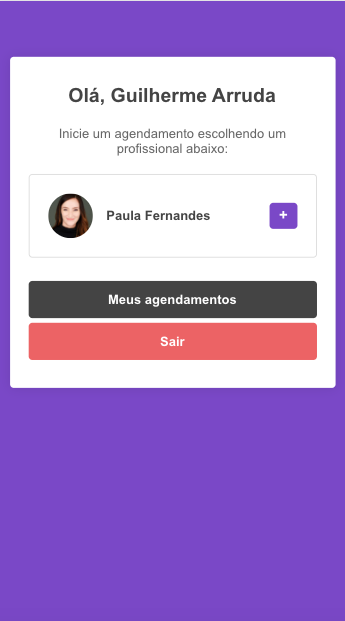 Olá, Guilherme Arruda
Inicie um agendamento escolhendo um
profissional abaixo:
Paula Fernandes
+
Meus agendamentos
Sair